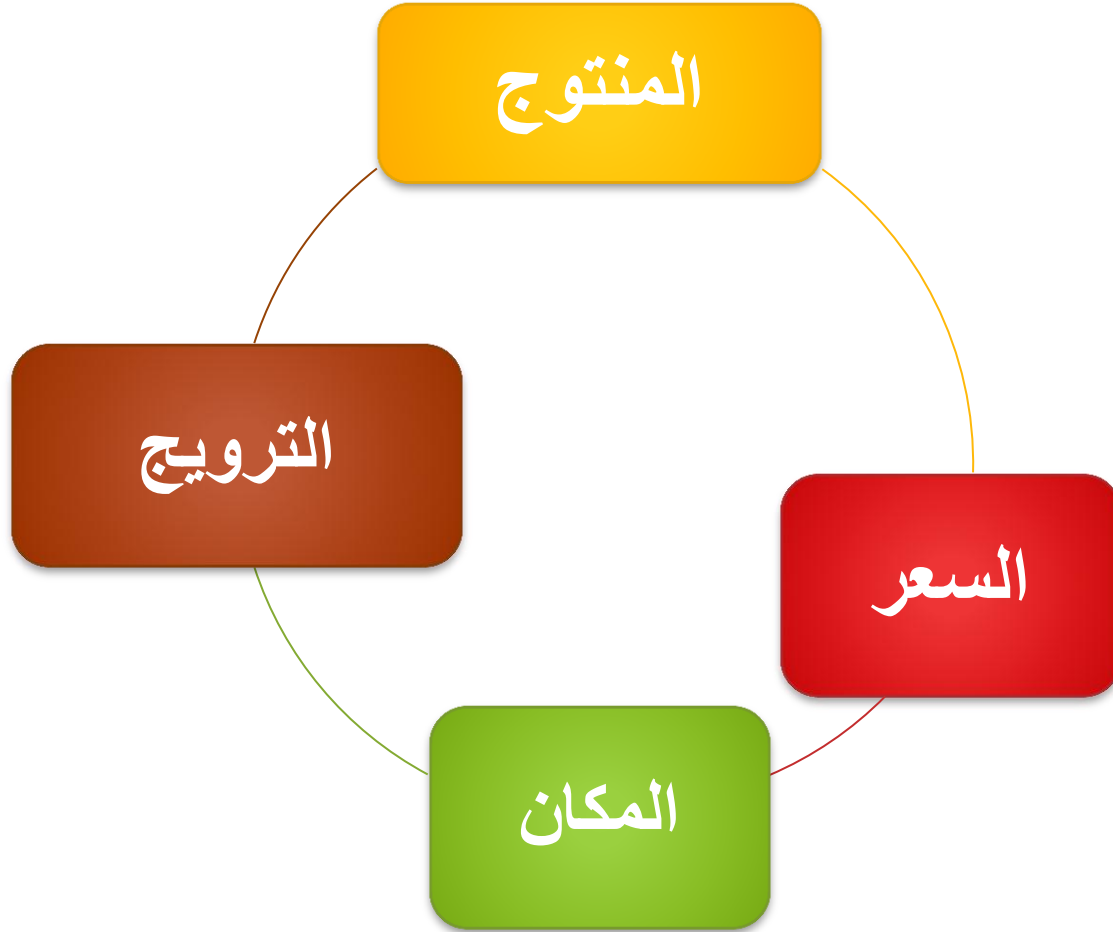 المنتوج
الترويج
السعر
المكان